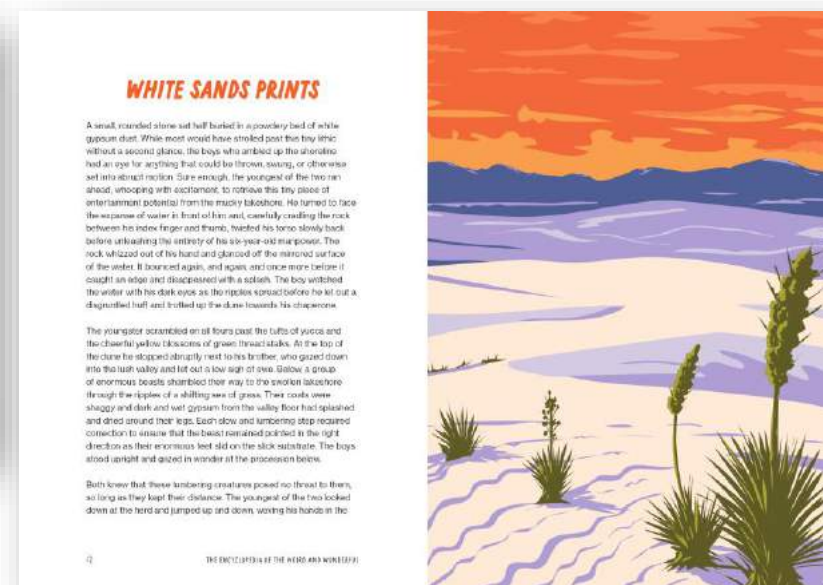 WHITE SANDS PRINTS
A small, rounded stone sat half buried in a powdery bed of white
gypsum dust. While most would have strolled past this tiny lithic
without a second glance, the boys who ambled up the shoreline
had an eye for anything that could be thrown, swung, or otherwise
set into abrupt motion. Sure enough, the youngest of the two ran
ahead, whooping with excitement, to retrieve this tiny piece of
entertainment potential from the mucky lakeshore. He turned to face
the expanse of water in front of him and, carefully cradling the rock
between his index finger and thumb, twisted his torso slowly back
before unleashing the entirety of his six-year-old manpower. The
rock whizzed out of his hand and glanced off the mirrored surface
of the water. It bounced again, and again, and once more before it
caught an edge and disappeared with a splash. The boy watched
the water with his dark eyes as the ripples spread before he let out a
disgruntled huff and trotted up the dune towards his chaperone.
The youngster scrambled on all fours past the tufts of yucca and
the cheerful yellow blossoms of green thread stalks. At the top of
the dune he stopped abruptly next to his brother, who gazed down
into the lush valley and let out a low sigh of awe. Below, a group
of enormous beasts shambled their way to the swollen lakeshore
through the ripples of a shifting sea of grass. Their coats were
shaggy and dark and wet gypsum from the valley floor had splashed
and dried around their legs. Each slow and lumbering step required
correction to ensure that the beast remained pointed in the right
direction as their enormous feet slid on the slick substrate. The boys
stood upright and gazed in wonder at the procession below.
Both knew that these lumbering creatures posed no threat to them,
so long as they kept their distance. The youngest of the two looked
down at the herd and jumped up and down, waving his hands in the
THE ENCYCLOPEDIA OF THE WEIRD AND WONDERFUL